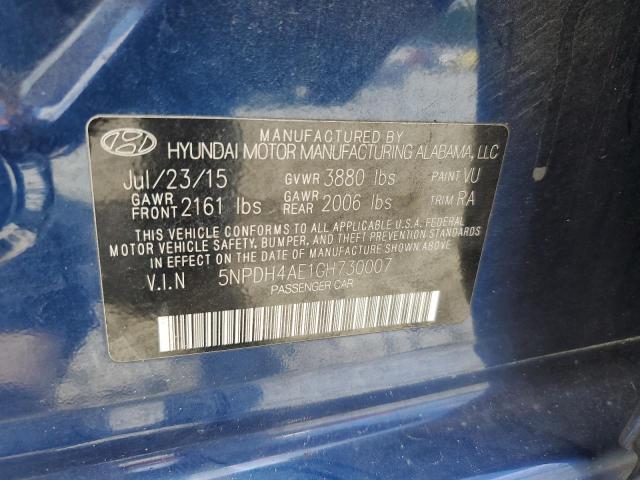 MANUFACTURED BY
HYUNDAI MOTOR MANUFACTURING ALABAMA, LLC
Jul/23/15 GVWR 3880 lbs PAINT VU
GAWR FRONT 2161 lbs GAWR REAR 2006 lbs TRIM RA
THIS VEHICLE CONFORMS TO ALL APPLICABLE U.S.A. FEDERAL
MOTOR VEHICLE SAFETY, BUMPER, AND THEFT PREVENTION STANDARDS
IN EFFECT ON THE DATE OF MANUFACTURE SHOWN ABOVE.
V.I.N 5NPDH4AE1GH730007
PASSENGER CAR